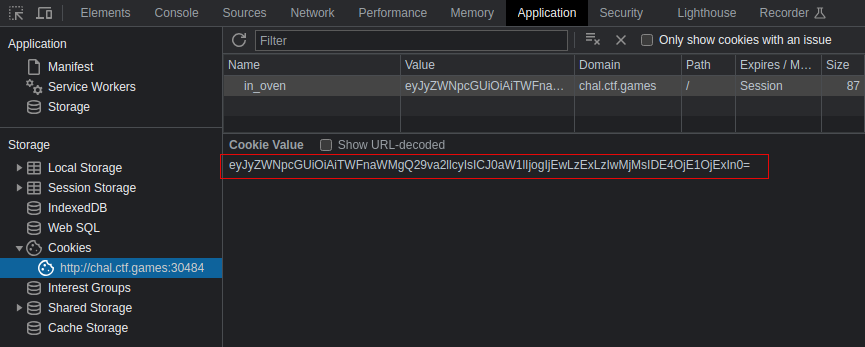 Elements Console Sources Network Performance Memory Application Security Lighthouse Recorder
Application
Manifest
Service Workers
Storage
Storage
Local Storage
Session Storage
IndexedDB
Web SQL
Cookies
http://chal.ctf.games:30484
Interest Groups
Shared Storage
Cache Storage
Filter
Only show cookies with an issue
Name Value Domain Path Expires / M… Size
in_oven eyJyZWNpcGUiOiAiTWFna… chal.ctf.games / Session 87
Cookie Value Show URL-decoded
eyJyZWNpcGUiOiAiTWFnaWMgQ29va2llcyIsICJ0aW1lIjogIjEwLzExLzIwMjMsIDE4OjE1OjExIn0=